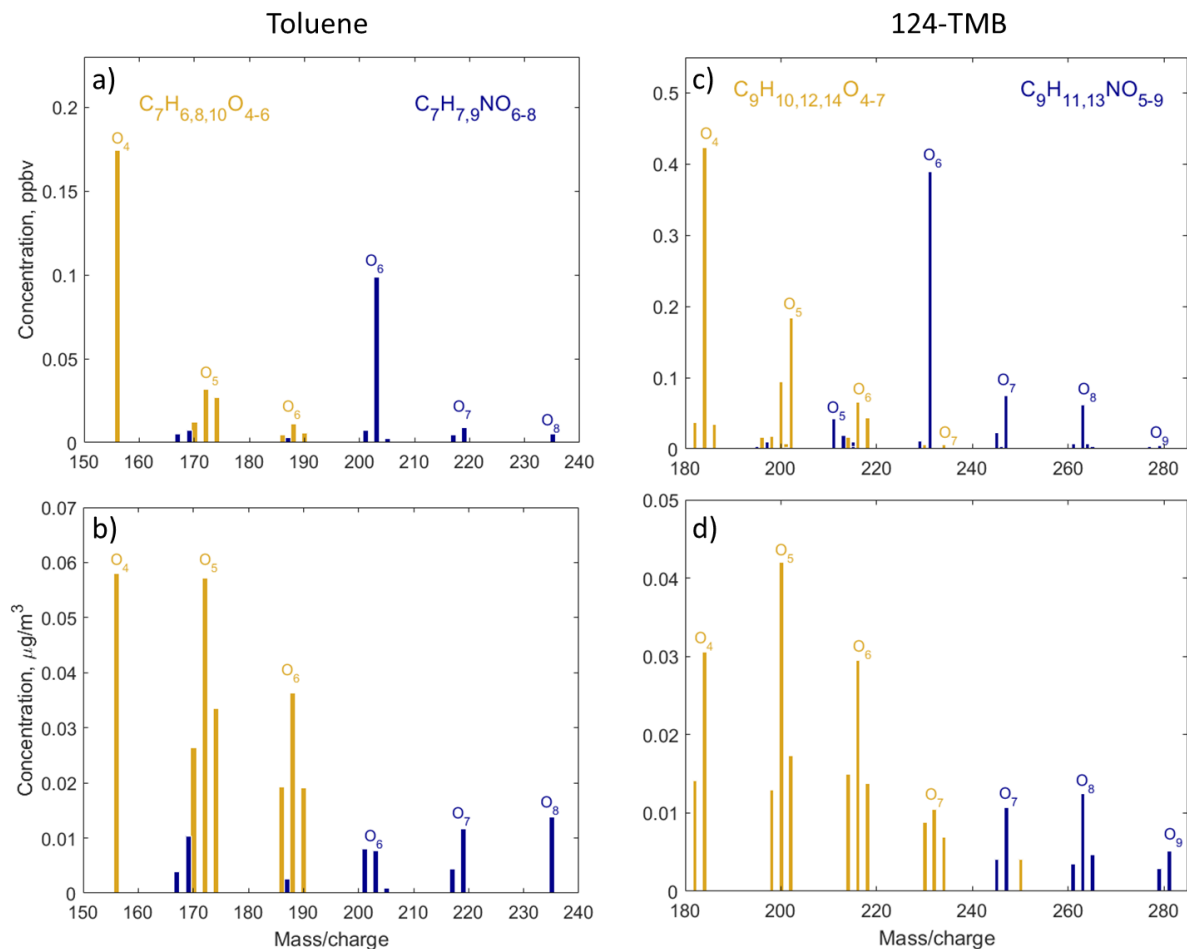 Toluene
124-TMB
a)
C₇H₆,₈,₁₀O₄₋₆
C₇H₇,₉NO₆₋₈
O₄
O₅
O₆
O₆
O₇
O₈
0.2
0.15
0.1
0.05
0
Concentration, ppbv
150 160 170 180 190 200 210 220 230 240
c)
C₉H₁₀,₁₂,₁₄O₄₋₇
C₉H₁₁,₁₃NO₅₋₉
O₄
O₅
O₆
O₇
O₅
O₆
O₇
O₈
O₉
0.5
0.4
0.3
0.2
0.1
0
180 200 220 240 260 280
b)
O₄
O₅
O₆
O₆
O₇
O₈
0.07
0.06
0.05
0.04
0.03
0.02
0.01
0
Concentration, μg/m³
150 160 170 180 190 200 210 220 230 240
Mass/charge
d)
O₄
O₅
O₆
O₇
O₇
O₈
O₉
0.05
0.04
0.03
0.02
0.01
0
180 200 220 240 260 280
Mass/charge